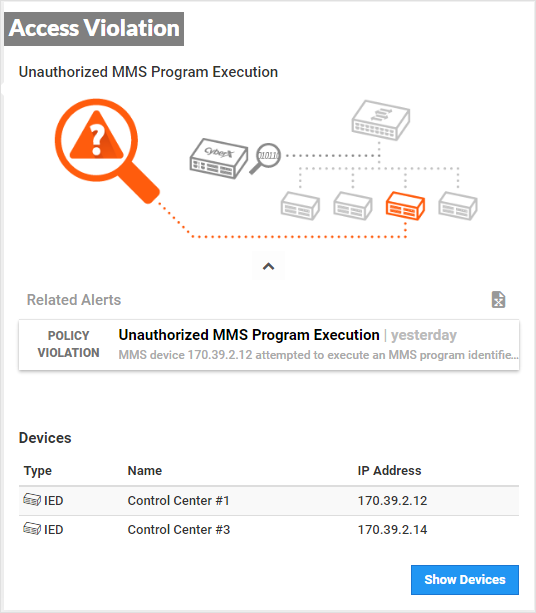 Access Violation
Unauthorized MMS Program Execution
?
CyberX
010110
Related Alerts
POLICY VIOLATION
Unauthorized MMS Program Execution | yesterday
MMS device 170.39.2.12 attempted to execute an MMS program identifie...
Devices
Type Name IP Address
IED Control Center #1 170.39.2.12
IED Control Center #3 170.39.2.14
Show Devices